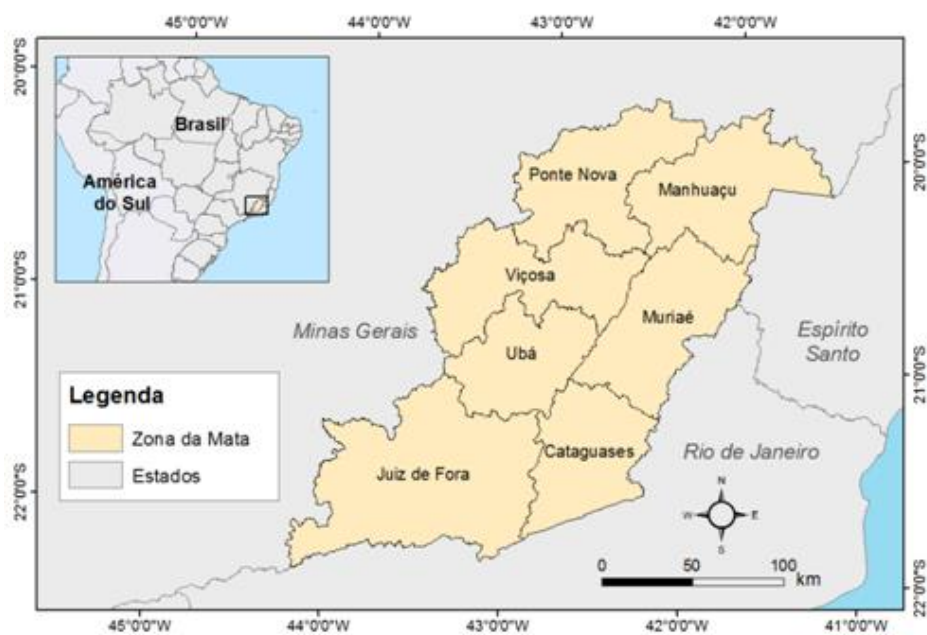 45°0'0"W 44°0'0"W 43°0'0"W 42°0'0"W
20°0'0"S
21°0'0"S
22°0'0"S
Brasil
América
do Sul
Ponte Nova
Manhuaçu
Viçosa
Muriaé
Ubá
Minas Gerais
Espírito
Santo
Legenda
Zona da Mata
Estados
Juiz de Fora
Cataguases
Rio de Janeiro
N
W E
S
0 50 100
km
20°0'0"S
21°0'0"S
22°0'0"S
45°0'0"W 44°0'0"W 43°0'0"W 42°0'0"W 41°0'0"W